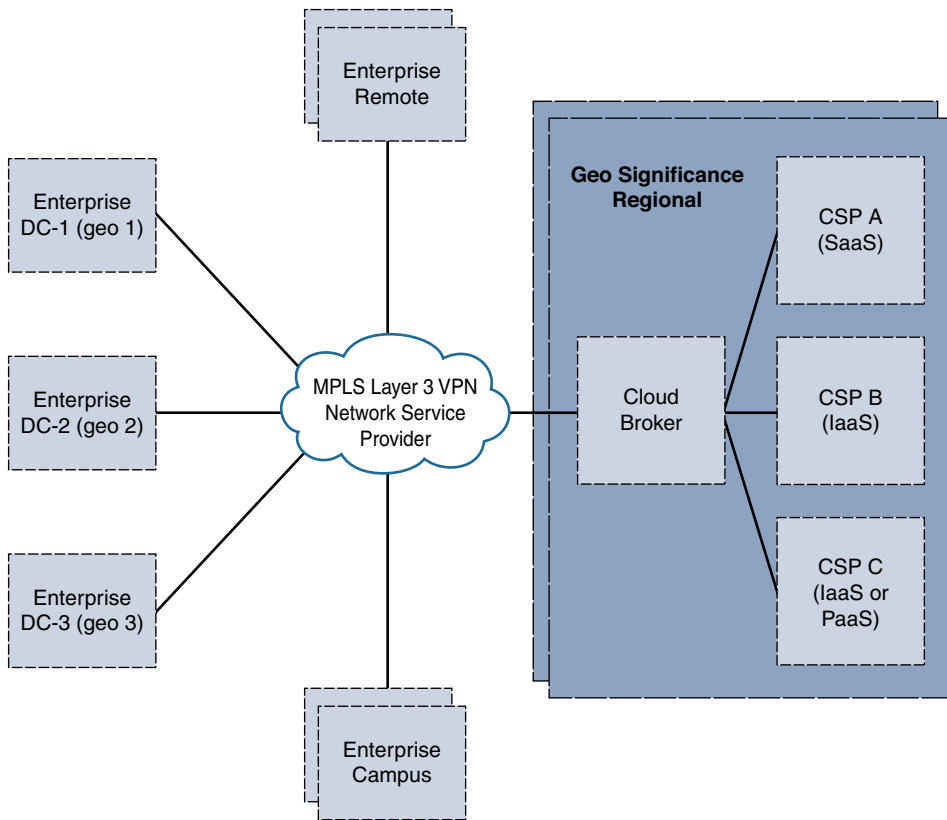 Enterprise
Remote
Geo Significance
Regional
Enterprise
DC-1 (geo 1)
CSP A
(SaaS)
Enterprise
DC-2 (geo 2)
MPLS Layer 3 VPN
Network Service
Provider
Cloud
Broker
CSP B
(IaaS)
Enterprise
DC-3 (geo 3)
CSP C
(IaaS or
PaaS)
Enterprise
Campus